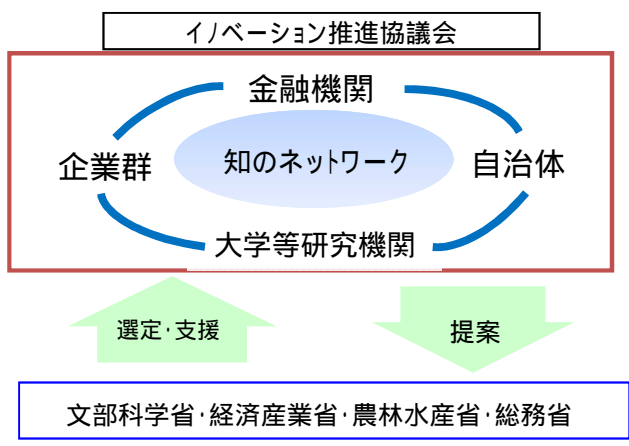 イノベーション推進協議会
金融機関
企業群
知のネットワーク
自治体
大学等研究機関
選定・支援
提案
文部科学省・経済産業省・農林水産省・総務省